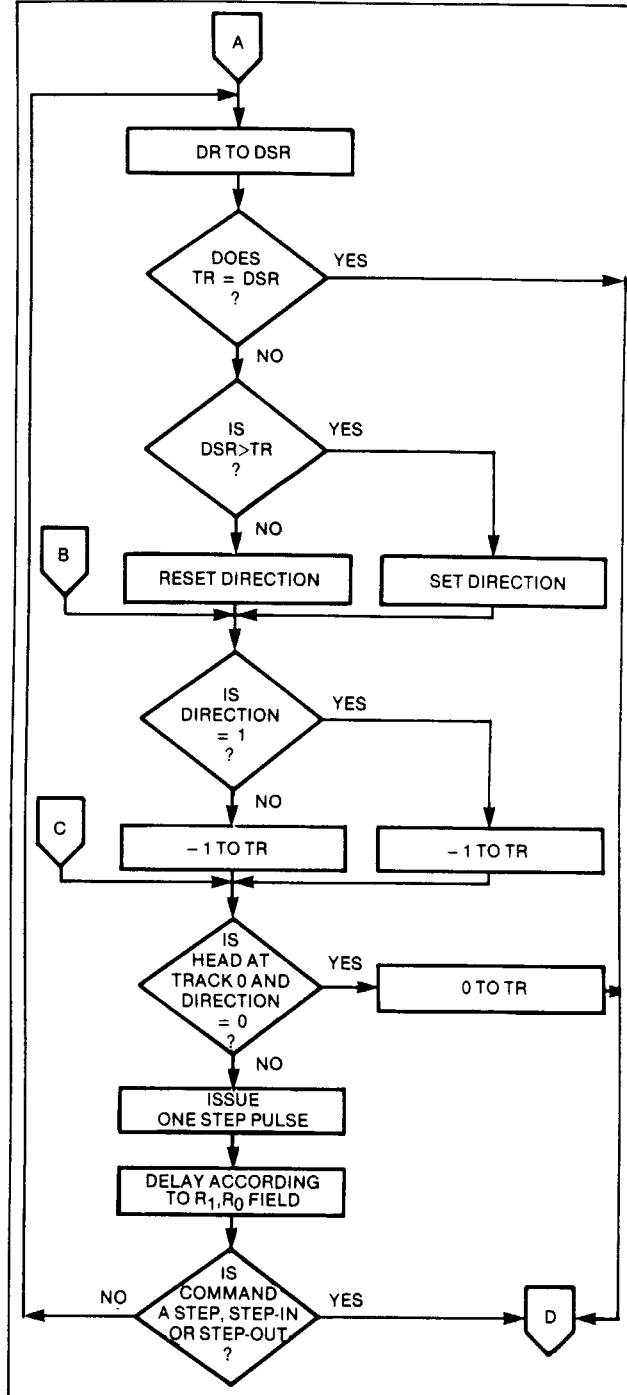 A
DR TO DSR
DOES
TR = DSR
?
YES
NO
IS
DSR>TR
?
YES
NO
B
RESET DIRECTION
SET DIRECTION
IS
DIRECTION
= 1
?
YES
NO
C
– 1 TO TR
– 1 TO TR
IS
HEAD AT
TRACK 0 AND
DIRECTION
= 0
?
YES
0 TO TR
NO
ISSUE
ONE STEP PULSE
DELAY ACCORDING
TO R1,R0 FIELD
IS
COMMAND
A STEP, STEP-IN
OR STEP-OUT
?
NO
YES
D